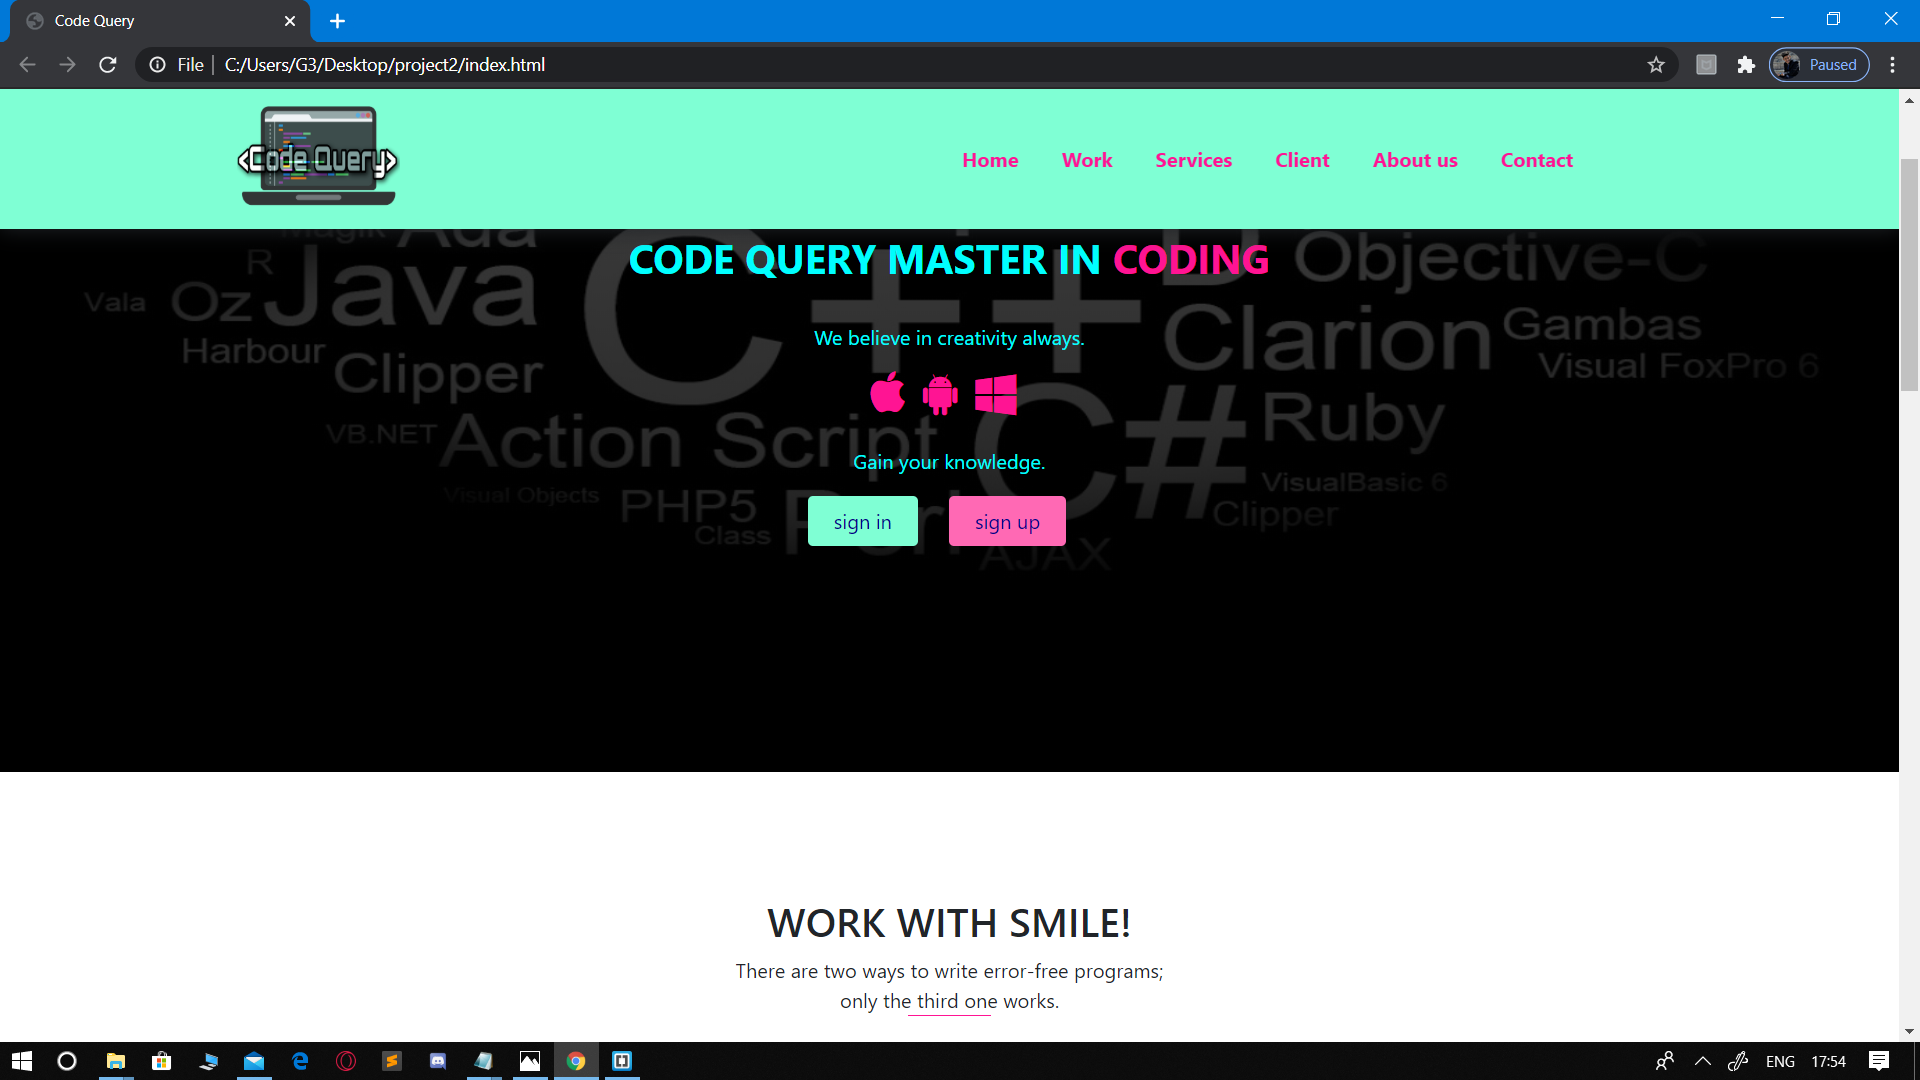 Code Query
File
C:/Users/G3/Desktop/project2/index.html
Paused
<Code Query>
Home Work Services Client About us Contact
Magik Ada
CODE QUERY MASTER IN CODING
R Java C++ D Objective-C
Vala Oz Clarion Gambas
Harbour Clipper Visual FoxPro 6
We believe in creativity always.
VB.NET Action Script C# Ruby
Gain your knowledge.
Visual Objects PHP5 Perl VisualBasic 6
Class Clipper
sign in sign up
AJAX
WORK WITH SMILE!
There are two ways to write error-free programs;
only the third one works.
ENG 17:54